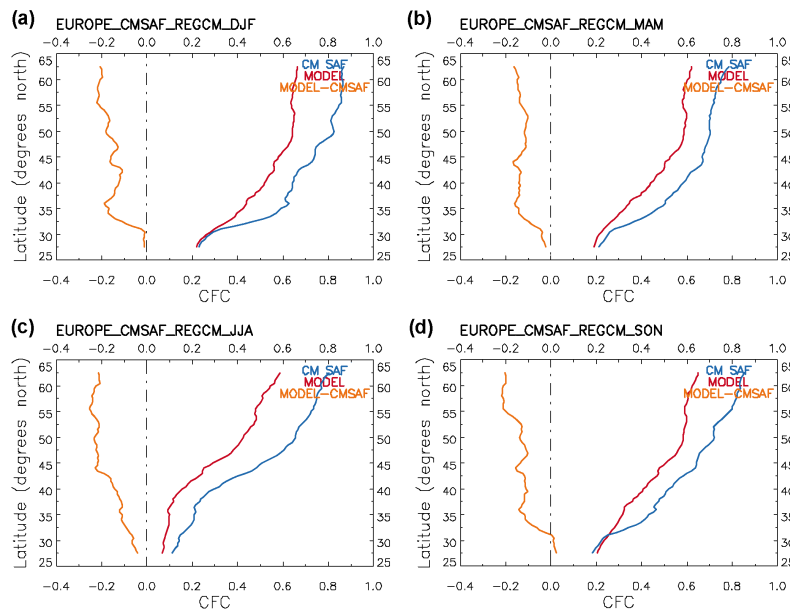 (a) EUROPE_CMSAF_REGCM_DJF
-0.4 -0.2 0.0 0.2 0.4 0.6 0.8 1.0
65 65
CM SAF
MODEL
MODEL-CMSAF
60 60
55 55
50 50
45 45
40 40
35 35
30 30
25 25
Latitude (degrees north)
-0.4 -0.2 0.0 0.2 0.4 0.6 0.8 1.0
CFC
(b) EUROPE_CMSAF_REGCM_MAM
-0.4 -0.2 0.0 0.2 0.4 0.6 0.8 1.0
65 65
CM SAF
MODEL
MODEL-CMSAF
60 60
55 55
50 50
45 45
40 40
35 35
30 30
25 25
Latitude (degrees north)
-0.4 -0.2 0.0 0.2 0.4 0.6 0.8 1.0
CFC
(c) EUROPE_CMSAF_REGCM_JJA
-0.4 -0.2 0.0 0.2 0.4 0.6 0.8 1.0
65 65
CM SAF
MODEL
MODEL-CMSAF
60 60
55 55
50 50
45 45
40 40
35 35
30 30
25 25
Latitude (degrees north)
-0.4 -0.2 0.0 0.2 0.4 0.6 0.8 1.0
CFC
(d) EUROPE_CMSAF_REGCM_SON
-0.4 -0.2 0.0 0.2 0.4 0.6 0.8 1.0
65 65
CM SAF
MODEL
MODEL-CMSAF
60 60
55 55
50 50
45 45
40 40
35 35
30 30
25 25
Latitude (degrees north)
-0.4 -0.2 0.0 0.2 0.4 0.6 0.8 1.0
CFC